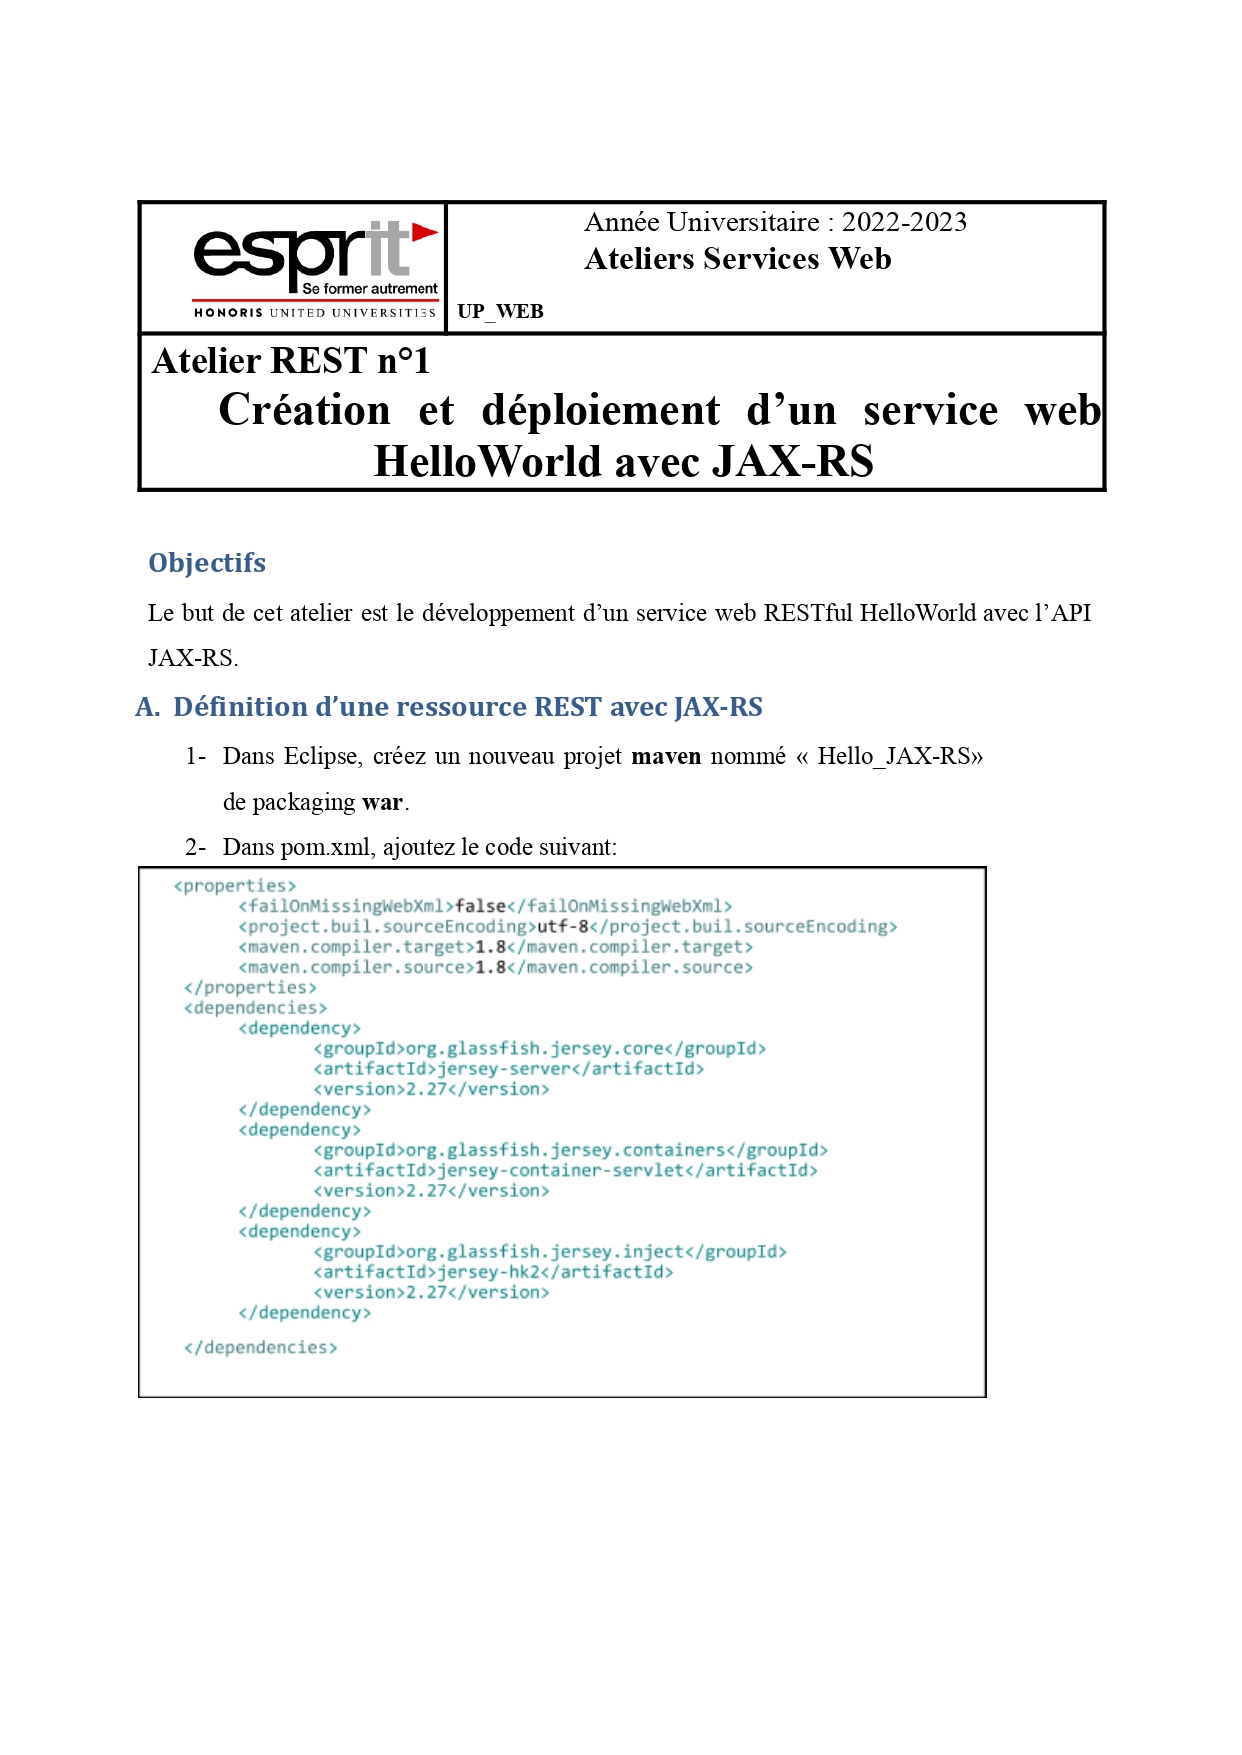 esprit
Se former autrement
HONORIS UNITED UNIVERSITIES
Année Universitaire : 2022-2023
Ateliers Services Web
UP_WEB
Atelier REST n°1
Création et déploiement d’un service web
HelloWorld avec JAX-RS
Objectifs
Le but de cet atelier est le développement d’un service web RESTful HelloWorld avec l’API
JAX-RS.
A. Définition d’une ressource REST avec JAX-RS
1- Dans Eclipse, créez un nouveau projet maven nommé « Hello_JAX-RS»
de packaging war.
2- Dans pom.xml, ajoutez le code suivant:
<properties>
<failOnMissingWebXml>false</failOnMissingWebXml>
<project.buil.sourceEncoding>utf-8</project.buil.sourceEncoding>
<maven.compiler.target>1.8</maven.compiler.target>
<maven.compiler.source>1.8</maven.compiler.source>
</properties>
<dependencies>
<dependency>
<groupId>org.glassfish.jersey.core</groupId>
<artifactId>jersey-server</artifactId>
<version>2.27</version>
</dependency>
<dependency>
<groupId>org.glassfish.jersey.containers</groupId>
<artifactId>jersey-container-servlet</artifactId>
<version>2.27</version>
</dependency>
<dependency>
<groupId>org.glassfish.jersey.inject</groupId>
<artifactId>jersey-hk2</artifactId>
<version>2.27</version>
</dependency>
</dependencies>